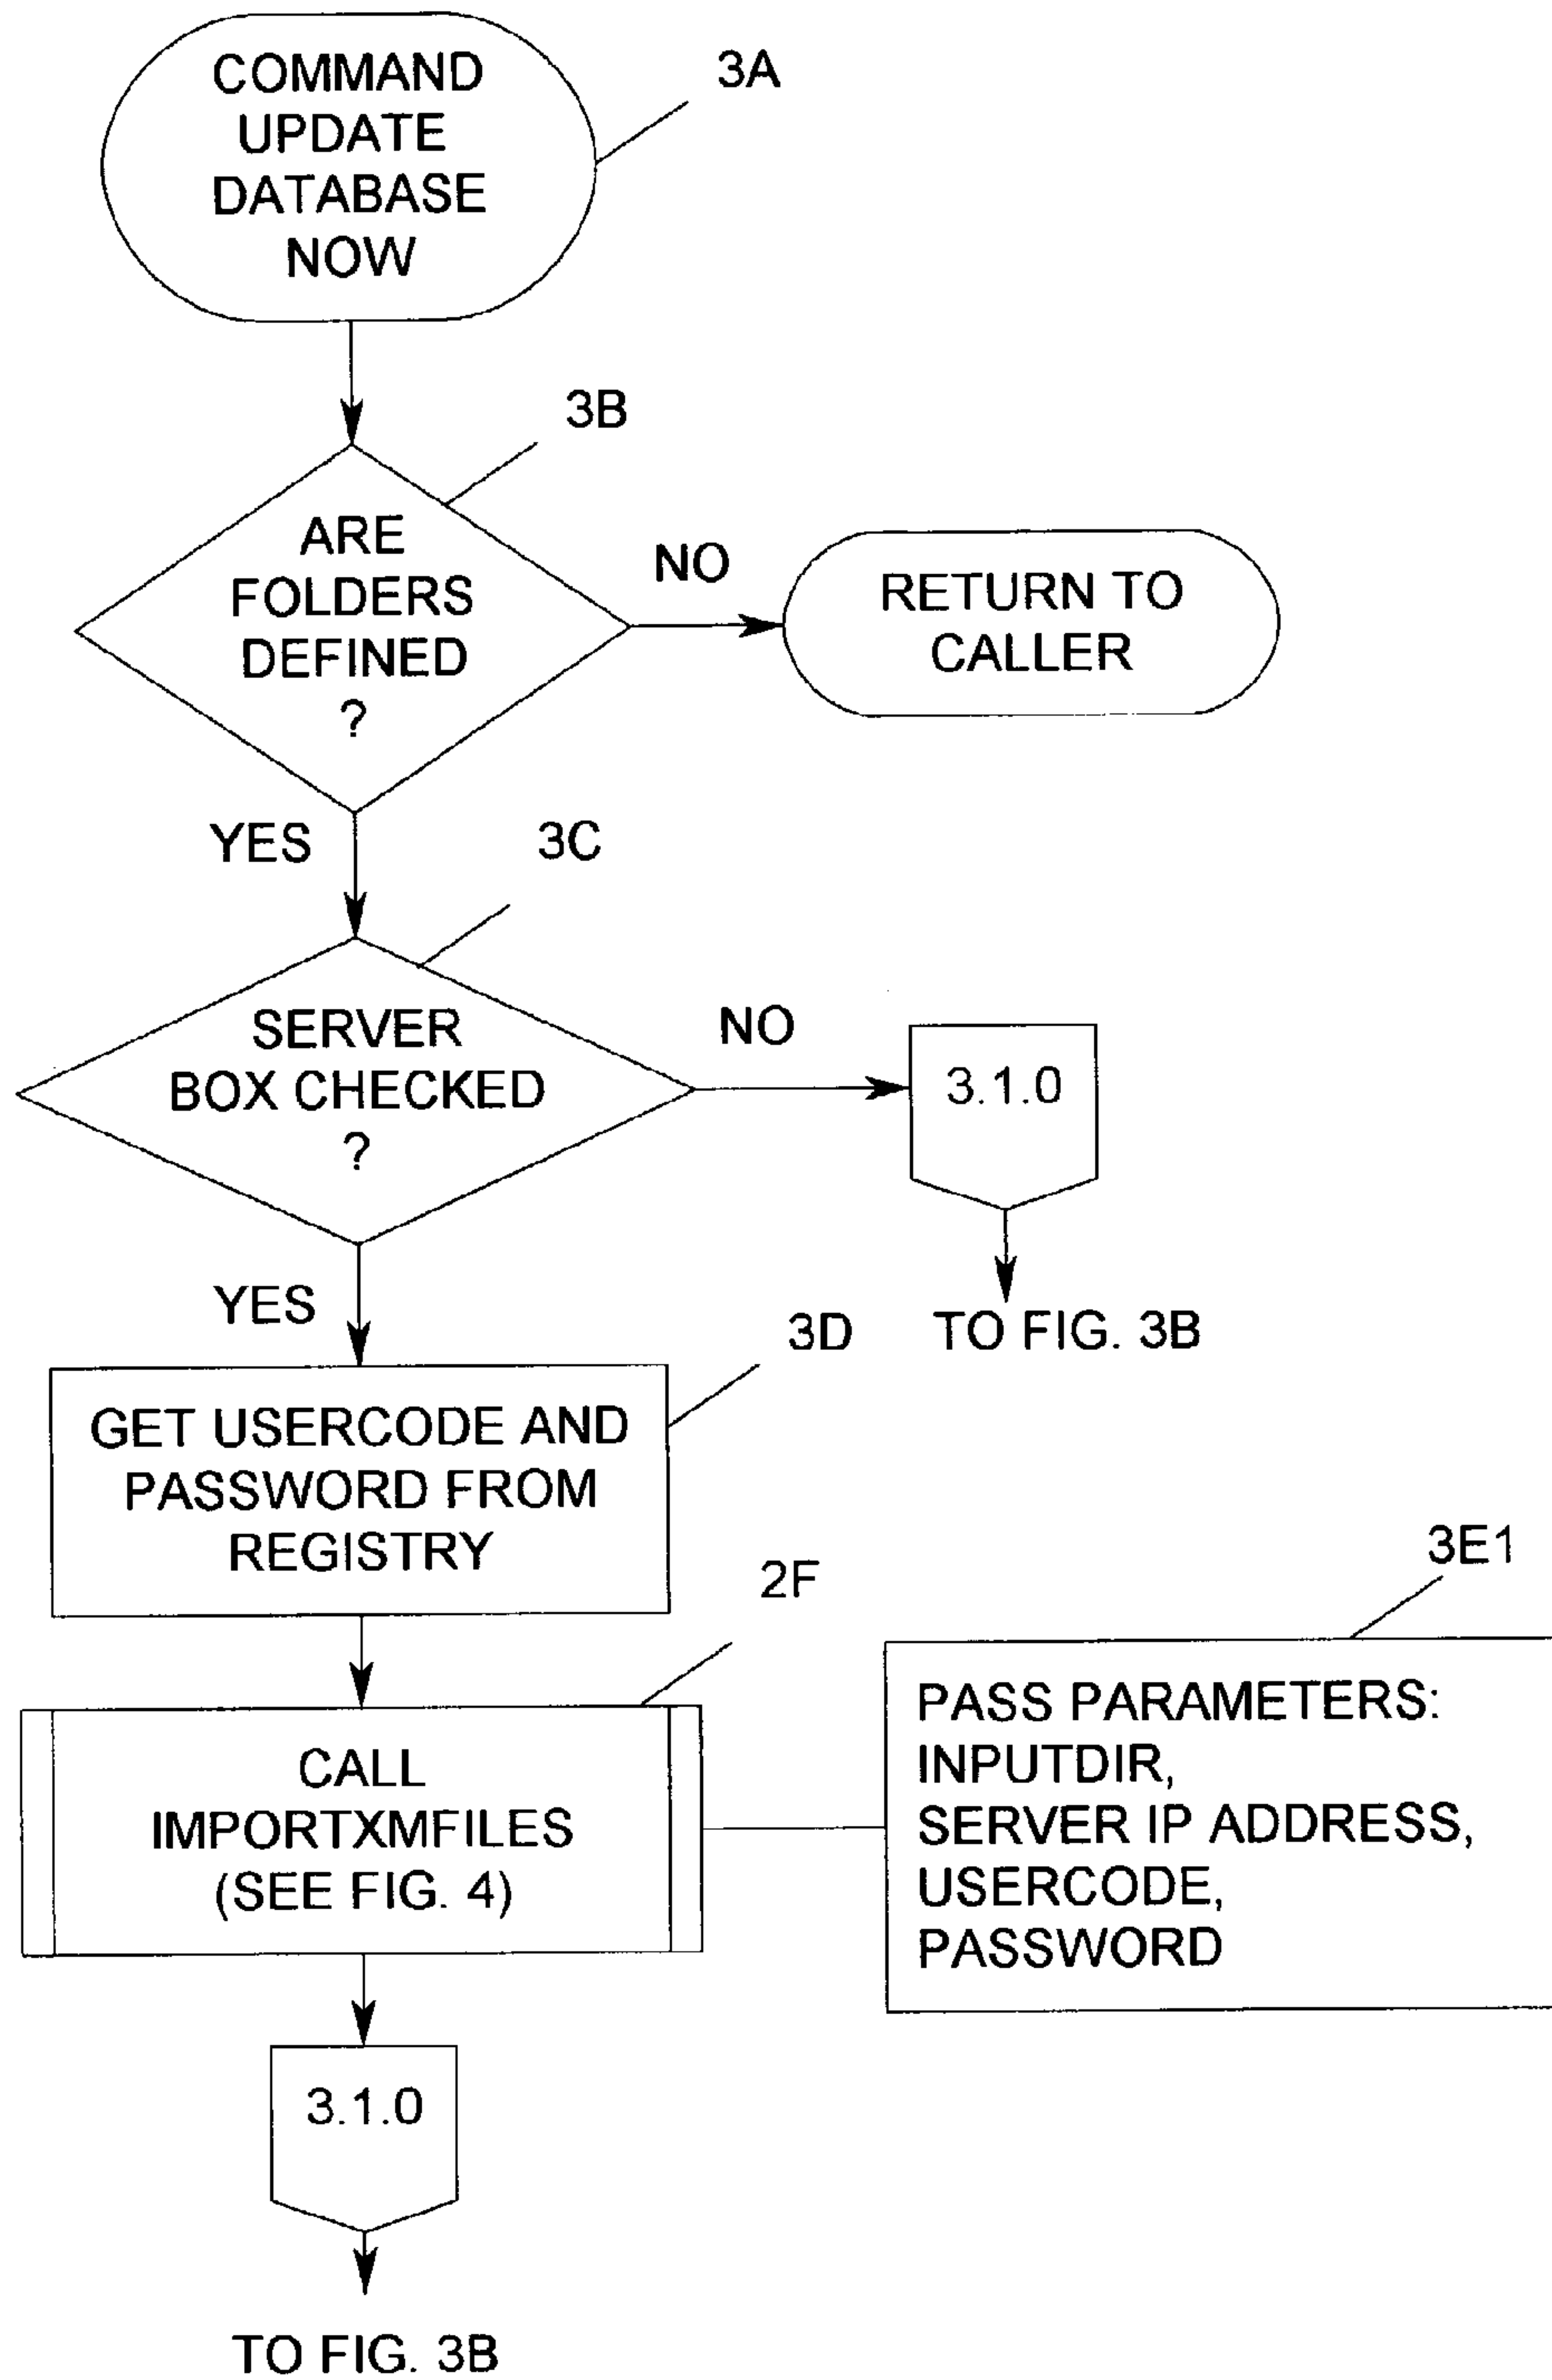 COMMAND
UPDATE
DATABASE
NOW
3A
3B
ARE
FOLDERS
DEFINED
?
NO
RETURN TO
CALLER
YES
3C
SERVER
BOX CHECKED
?
NO
3.1.0
TO FIG. 3B
YES
3D
GET USERCODE AND
PASSWORD FROM
REGISTRY
2F
CALL
IMPORTXMFILES
(SEE FIG. 4)
3E1
PASS PARAMETERS:
INPUTDIR,
SERVER IP ADDRESS,
USERCODE,
PASSWORD
3.1.0
TO FIG. 3B